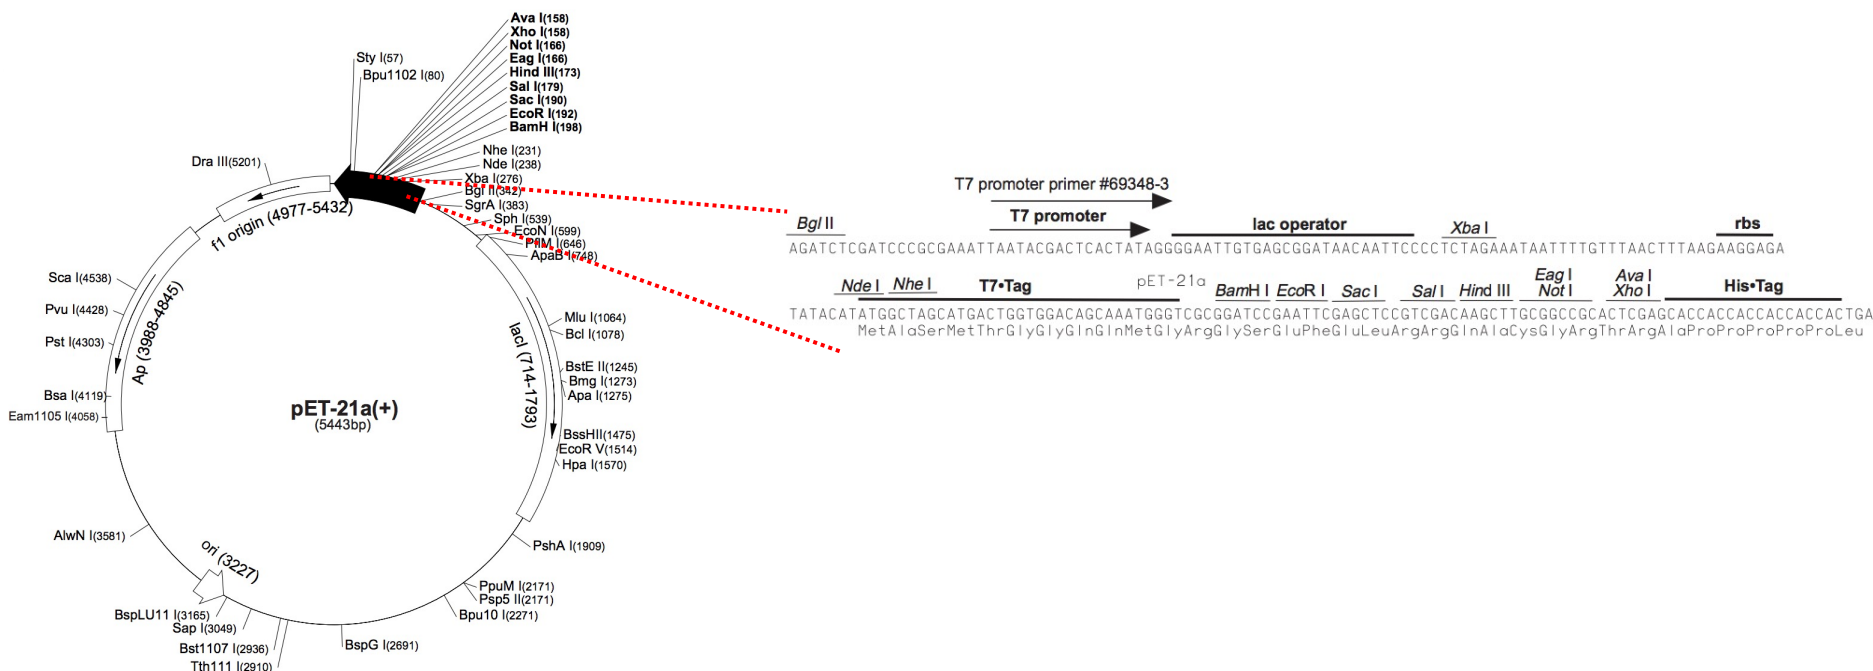 Ava I(158)
Xho I(158)
Not I(166)
Eag I(166)
Hind III(173)
Sal I(179)
Sac I(190)
EcoR I(192)
BamH I(198)
Sty I(57)
Bpu1102 I(80)
Nhe I(231)
Nde I(238)
Xba I(276)
Bgl II(342)
SgrA I(383)
Sph I(539)
EcoN I(599)
PflM I(646)
ApaB I(748)
Dra III(5201)
f1 origin (4977-5432)
Sca I(4538)
Pvu I(4428)
Pst I(4303)
Bsa I(4119)
Eam1105 I(4058)
Ap (3988-4845)
lacI (714-1793)
Mlu I(1064)
Bcl I(1078)
BstE II(1245)
Bmg I(1273)
Apa I(1275)
BssHII(1475)
EcoR V(1514)
Hpa I(1570)
pET-21a(+)
(5443bp)
AlwN I(3581)
ori (3227)
PshA I(1909)
PpuM I(2171)
Psp5 II(2171)
Bpu10 I(2271)
BspLU11 I(3165)
Sap I(3049)
Bst1107 I(2936)
Tth111 I(2910)
BspG I(2691)
T7 promoter primer #69348-3
Bgl II T7 promoter lac operator Xba I rbs
AGATCTCGATCCCGCGAAATTAATACGACTCACTATAGGGGAATTGTGAGCGGATAACAATTCCCCTCTAGAAATAATTTTGTTTAACTTTAAGAAGGAGA
pET-21a
Eag I Ava I
Nde I Nhe I T7•Tag BamH I EcoR I Sac I Sal I Hind III Not I Xho I His•Tag
TATACATATGGCTAGCATGACTGGTGGACAGCAAATGGGTCGCGGATCCGAATTCGAGCTCCGTCGACAAGCTTGCGGCCGCACTCGAGCACCACCACCACCACCACTGA
MetAlaSerMetThrGlyGlyGlnGlnMetGlyArgGlySerGluPheGluLeuArgArgGlnAlaCysGlyArgThrArgAlaProProProProProLeu